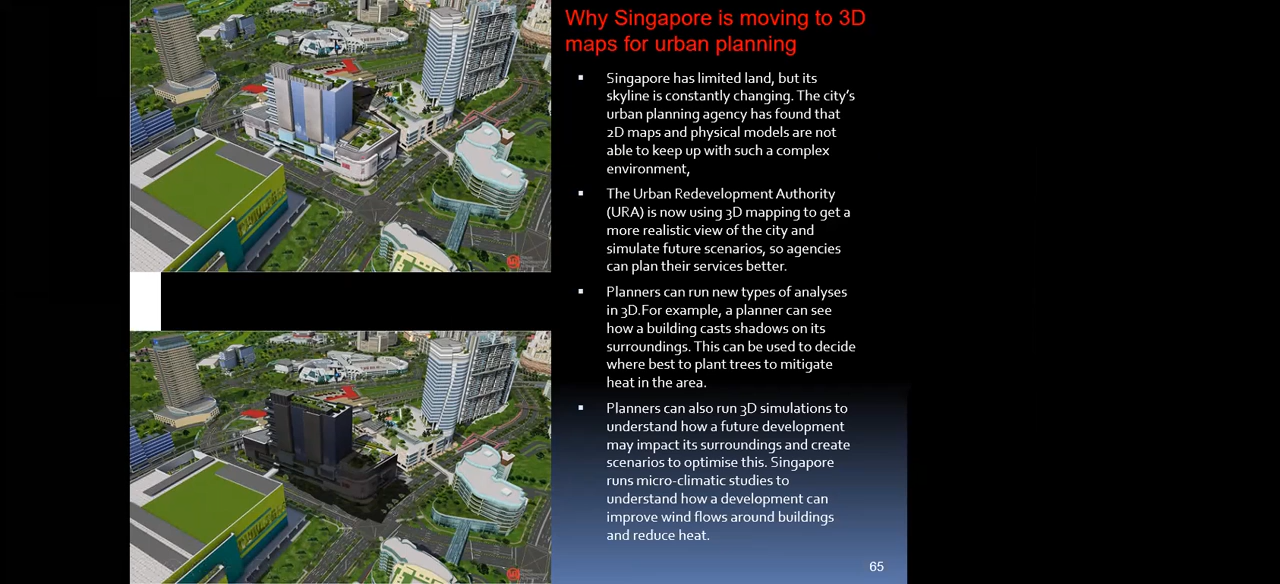 Why Singapore is moving to 3D
maps for urban planning
▪ Singapore has limited land, but its
skyline is constantly changing. The city's
urban planning agency has found that
2D maps and physical models are not
able to keep up with such a complex
environment,
▪ The Urban Redevelopment Authority
(URA) is now using 3D mapping to get a
more realistic view of the city and
simulate future scenarios, so agencies
can plan their services better.
▪ Planners can run new types of analyses
in 3D.For example, a planner can see
how a building casts shadows on its
surroundings. This can be used to decide
where best to plant trees to mitigate
heat in the area.
▪ Planners can also run 3D simulations to
understand how a future development
may impact its surroundings and create
scenarios to optimise this. Singapore
runs micro-climatic studies to
understand how a development can
improve wind flows around buildings
and reduce heat.
65